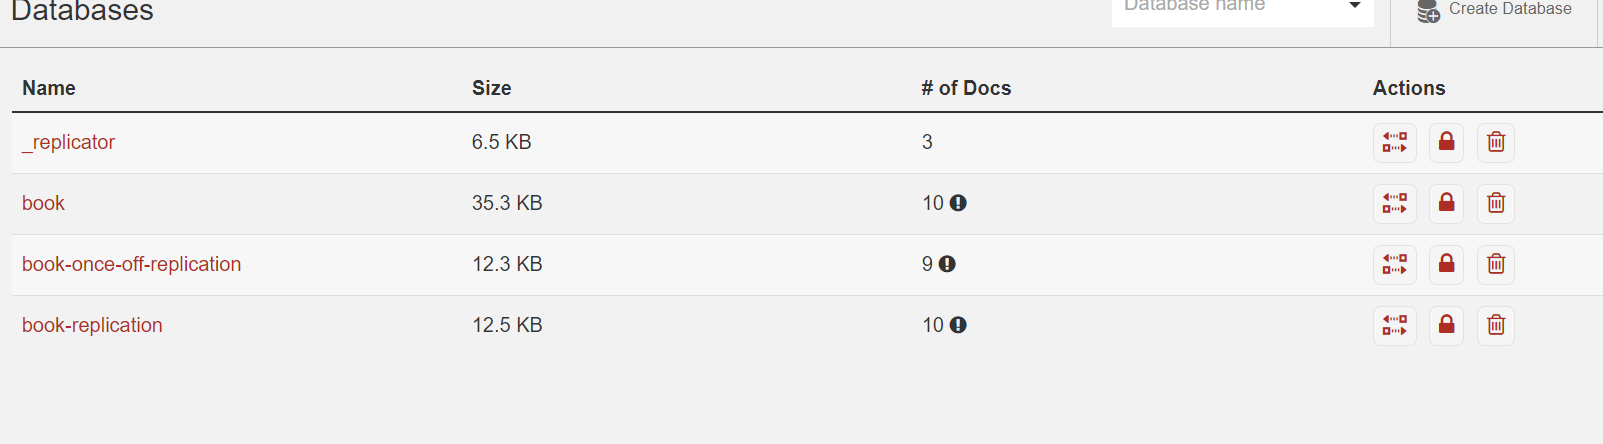 Databases
Database name
Create Database
Name Size # of Docs Actions
_replicator 6.5 KB 3
book 35.3 KB 10
book-once-off-replication 12.3 KB 9
book-replication 12.5 KB 10